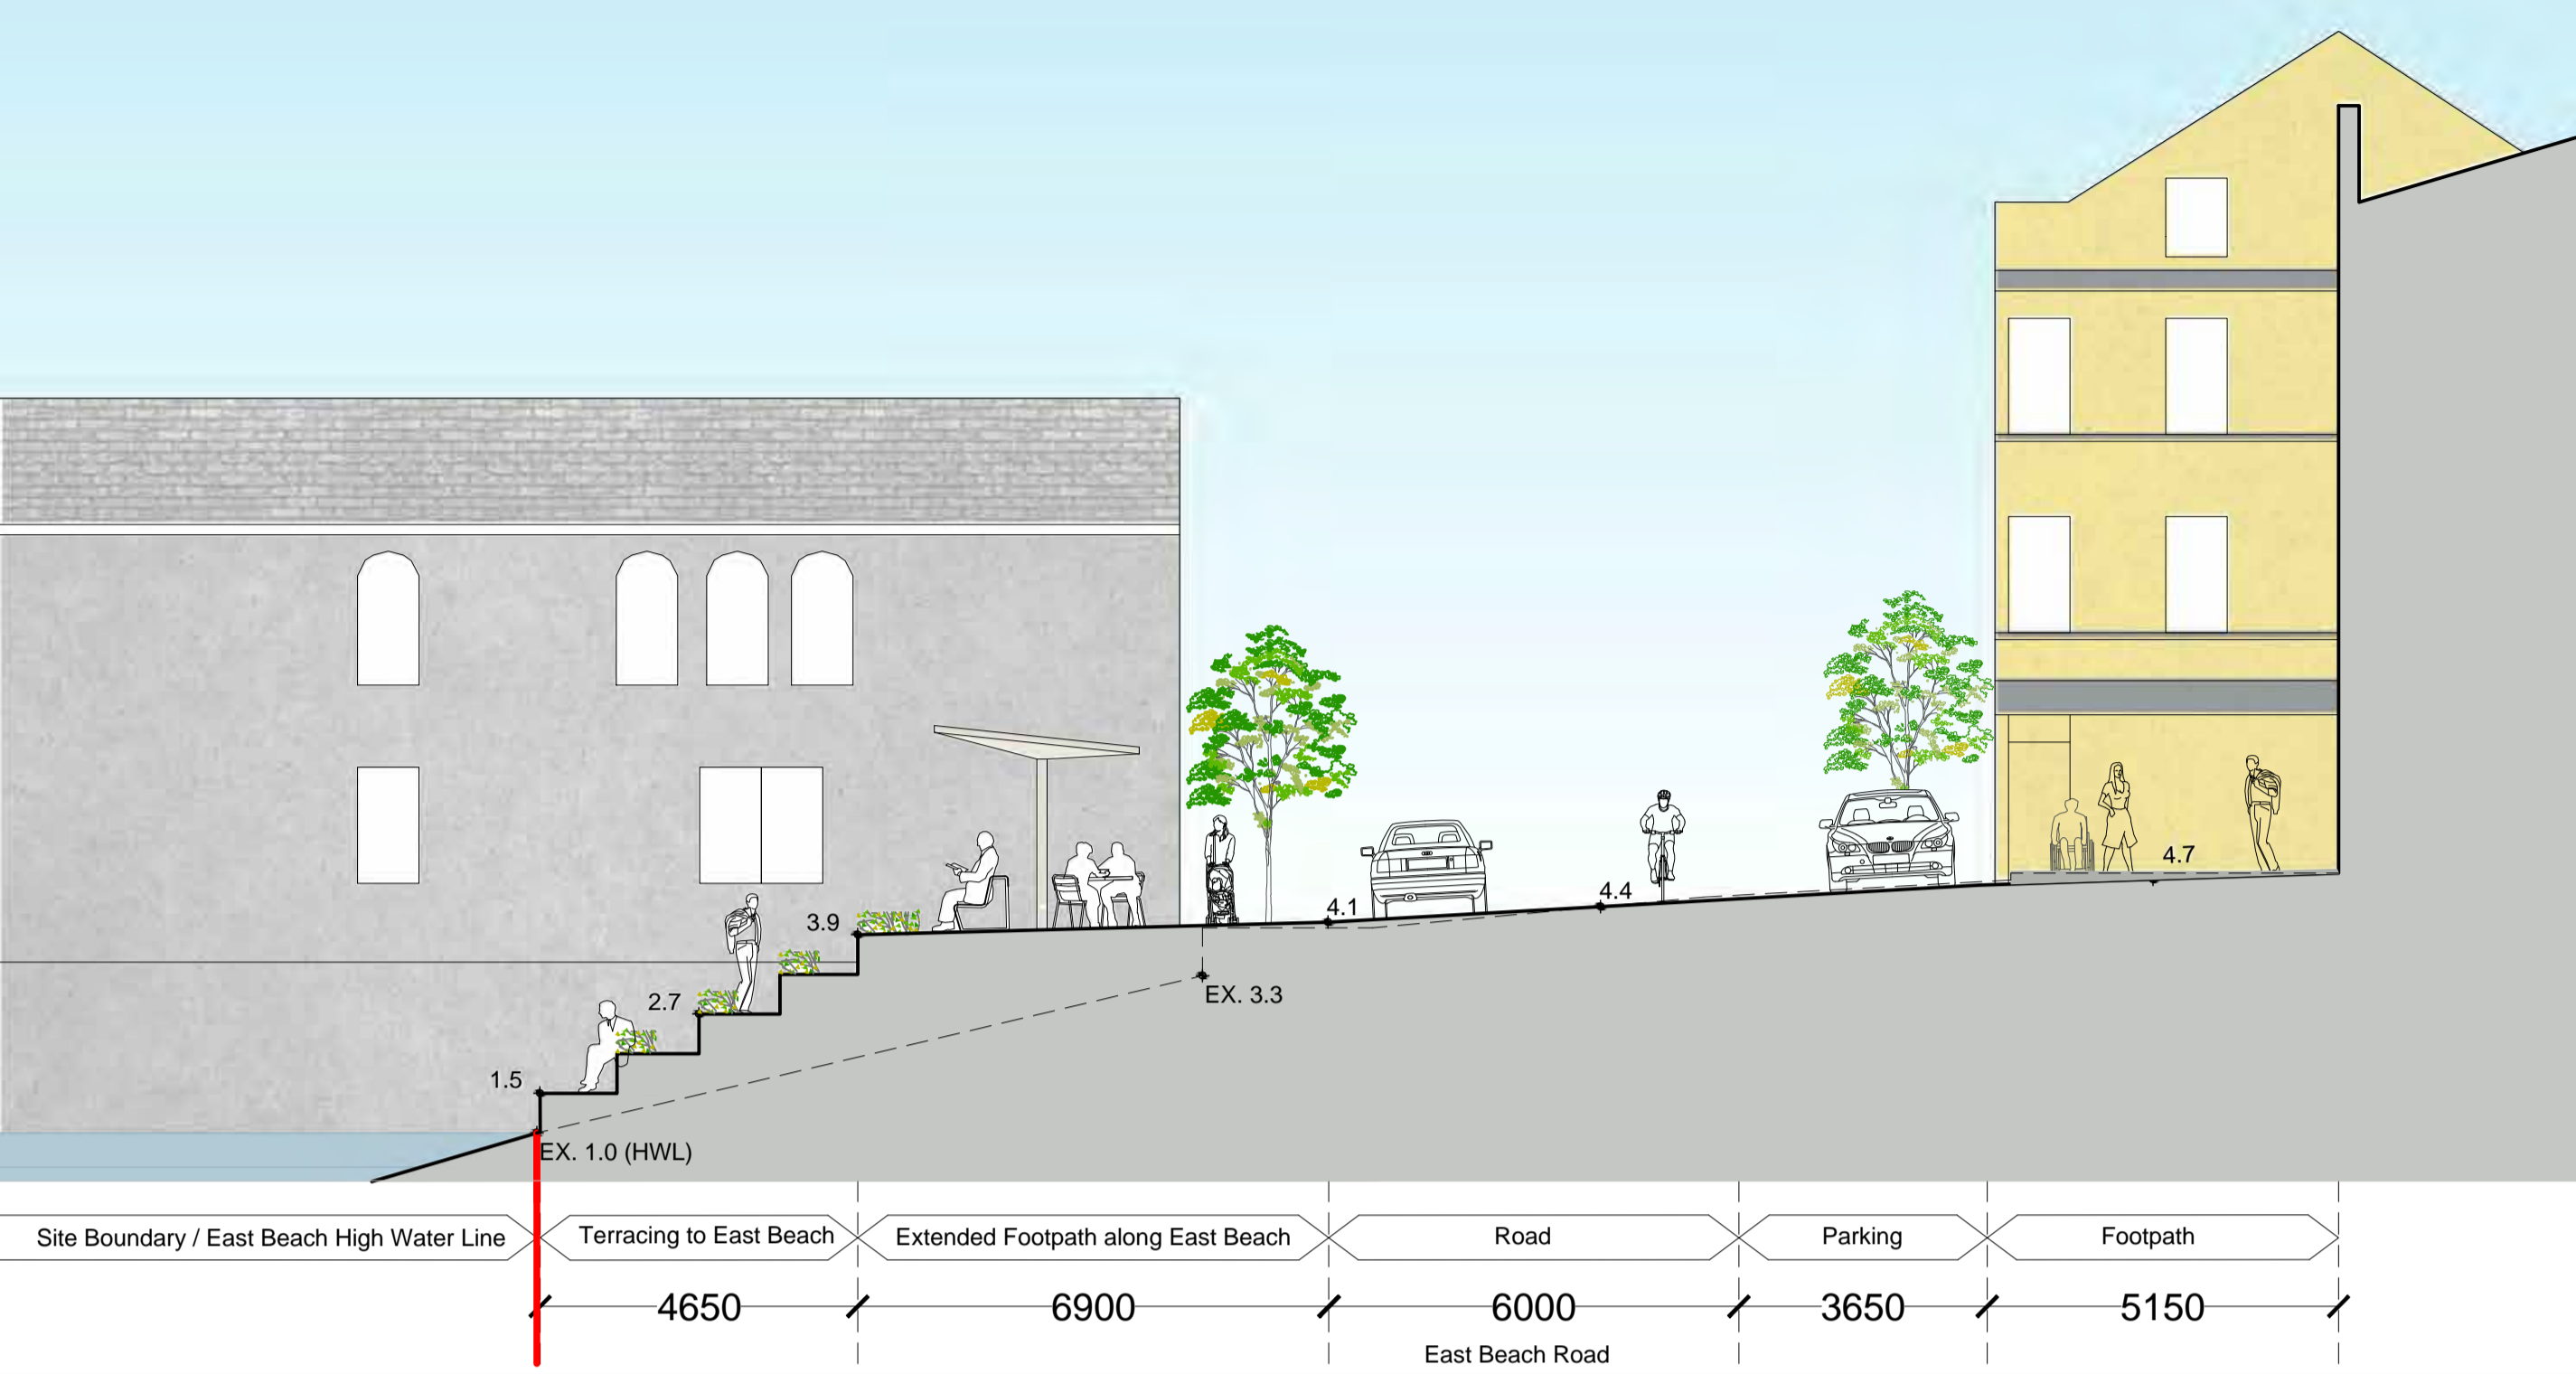 4.7
4.4
4.1
3.9
EX. 3.3
2.7
1.5
EX. 1.0 (HWL)
Site Boundary / East Beach High Water Line
Terracing to East Beach
Extended Footpath along East Beach
Road
Parking
Footpath
4650
6900
6000
3650
5150
East Beach Road